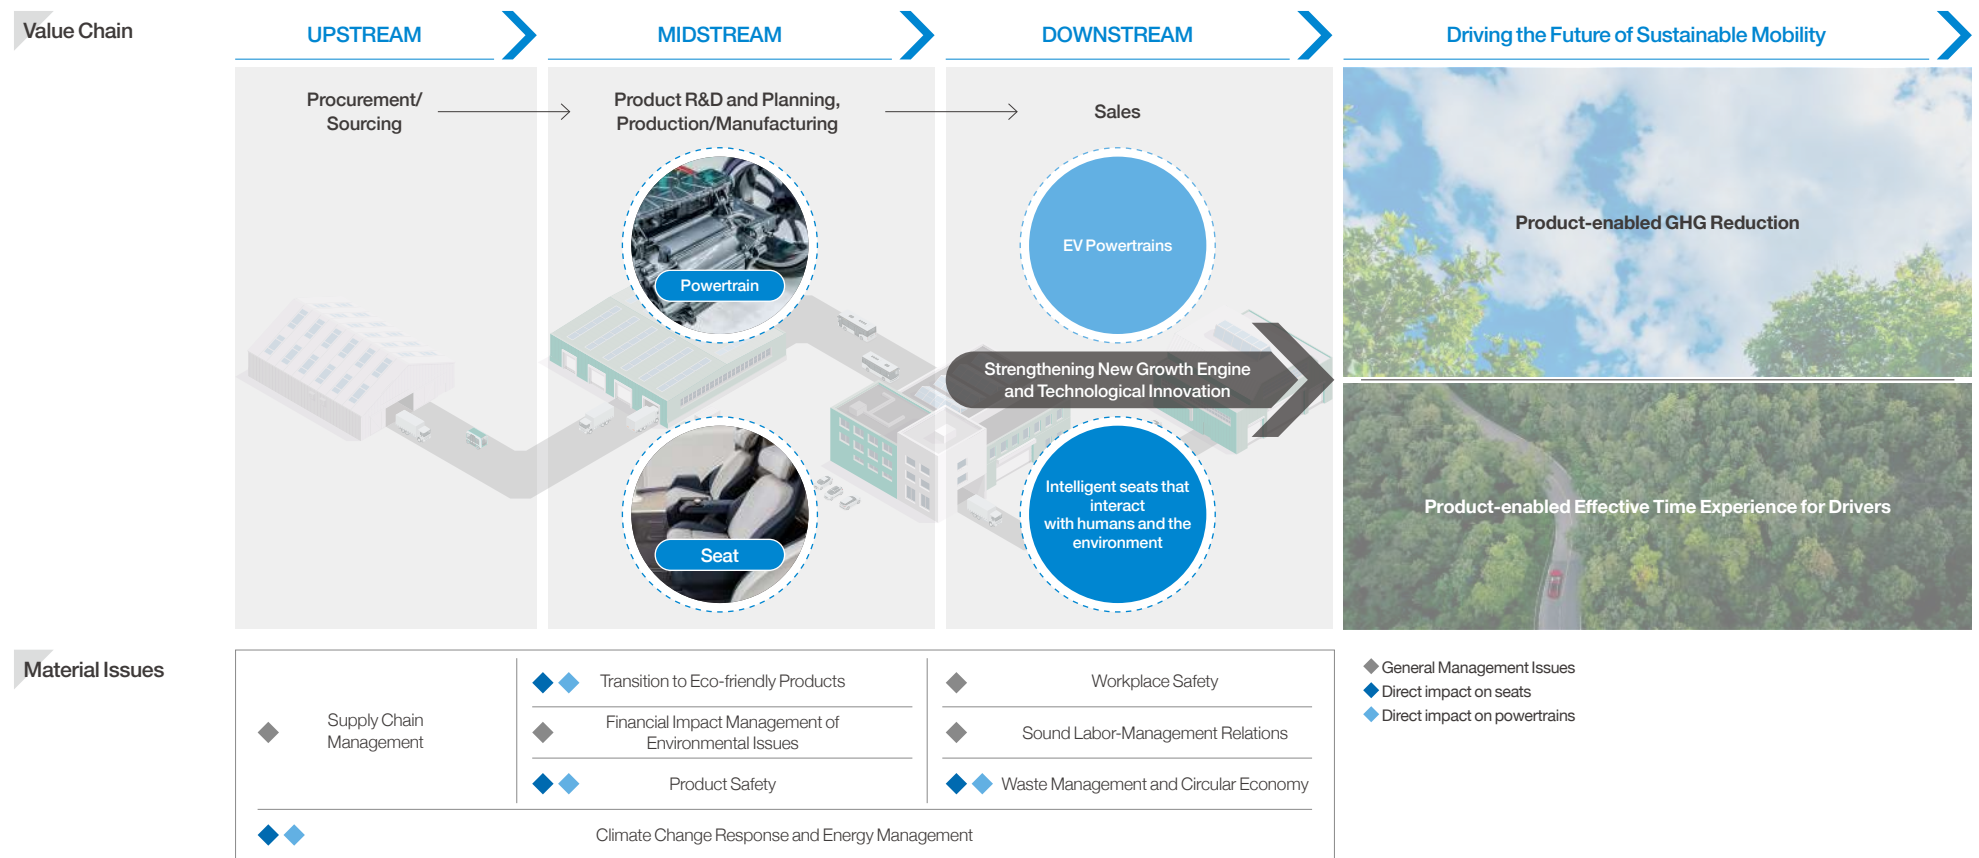 Value Chain
UPSTREAM
MIDSTREAM
DOWNSTREAM
Driving the Future of Sustainable Mobility
Procurement/
Sourcing
Product R&D and Planning,
Production/Manufacturing
Sales
Powertrain
EV Powertrains
Product-enabled GHG Reduction
Strengthening New Growth Engine
and Technological Innovation
Seat
Intelligent seats that
interact
with humans and the
environment
Product-enabled Effective Time Experience for Drivers
Material Issues
Supply Chain
Management
Transition to Eco-friendly Products
Financial Impact Management of
Environmental Issues
Product Safety
Workplace Safety
Sound Labor-Management Relations
Waste Management and Circular Economy
Climate Change Response and Energy Management
General Management Issues
Direct impact on seats
Direct impact on powertrains